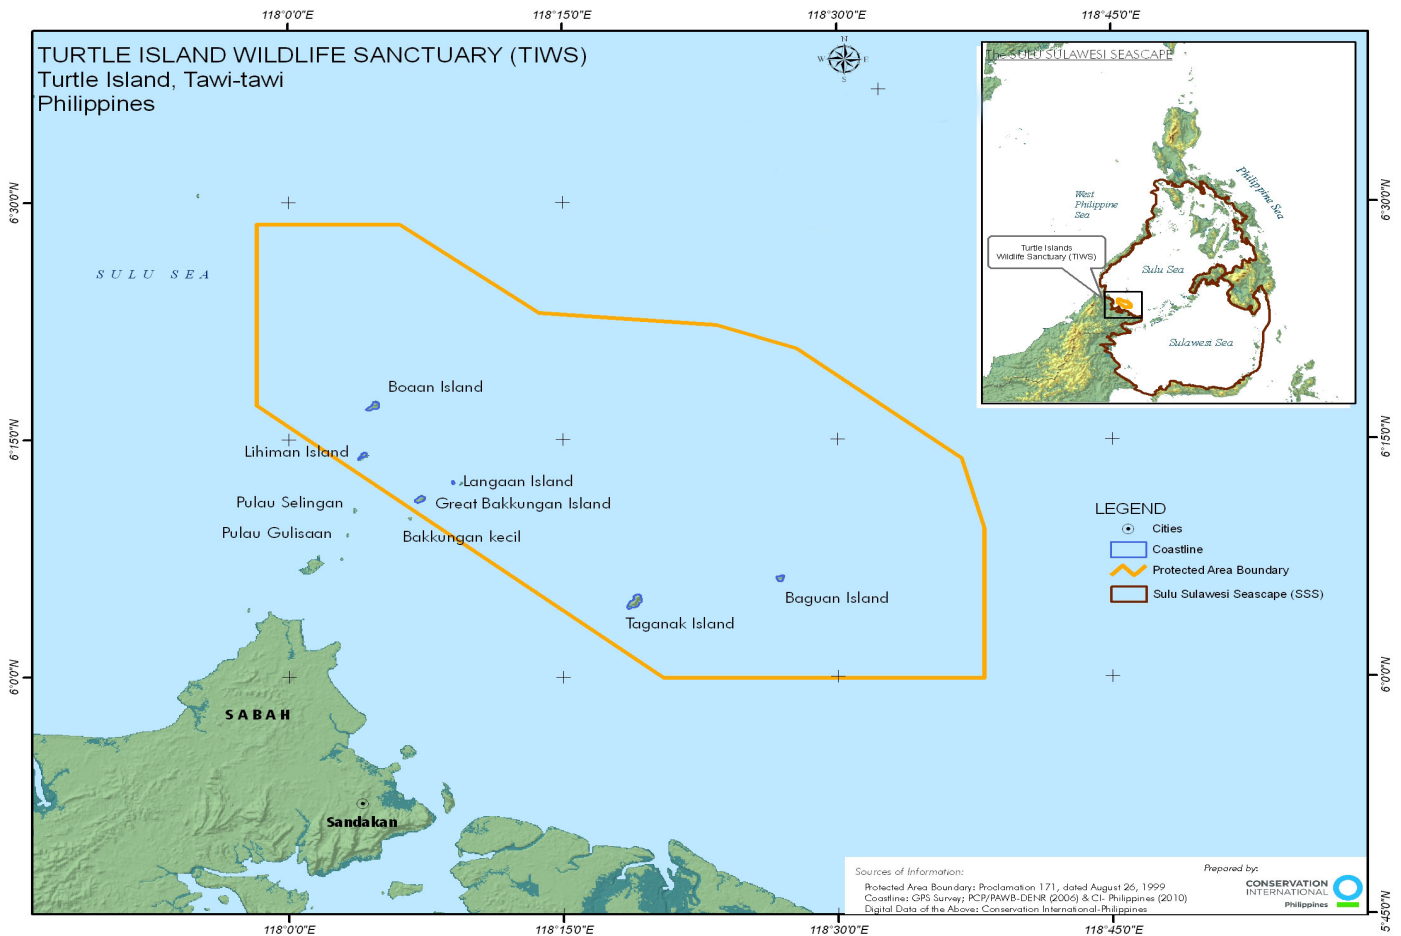 118°0'0"E
118°15'0"E
118°30'0"E
118°45'0"E
TURTLE ISLAND WILDLIFE SANCTUARY (TIWS)
Turtle Island, Tawi-tawi
Philippines
N
W
E
S
The SULU SULAWESI SEASCAPE
Philippine Sea
West
Philippine
Sea
Turtle Islands
Wildlife Sanctuary (TIWS)
Sulu Sea
Sulawesi Sea
6°30'0"N
6°30'0"N
SULU SEA
Boaan Island
6°15'0"N
6°15'0"N
Lihiman Island
Langaan Island
Pulau Selingan
Great Bakkungan Island
Pulau Gulisaan
Bakkungan kecil
Baguan Island
Taganak Island
LEGEND
Cities
Coastline
Protected Area Boundary
Sulu Sulawesi Seascape (SSS)
6°0'0"N
6°0'0"N
SABAH
Sandakan
Sources of Information:
Protected Area Boundary: Proclamation 171, dated August 26, 1999
Coastline: GPS Survey; PCP/PAWB-DENR (2006) & CI- Philippines (2010)
Digital Data of the Above: Conservation International-Philippines
Prepared by:
CONSERVATION
INTERNATIONAL
Philippines
5°45'0"N
118°0'0"E
118°15'0"E
118°30'0"E
118°45'0"E